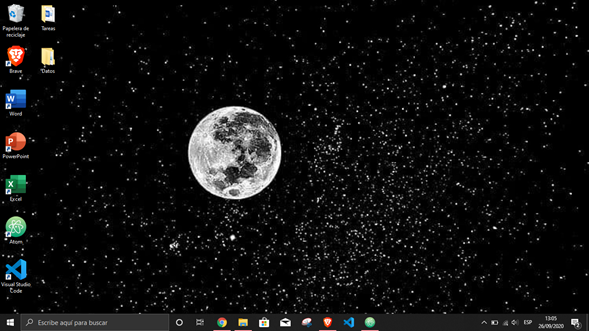 Papelera de
reciclaje
Tareas
Brave
Datos
Word
PowerPoint
Excel
Atom
Visual Studio
Code
Escribe aquí para buscar
ESP
13:05
26/09/2020
2